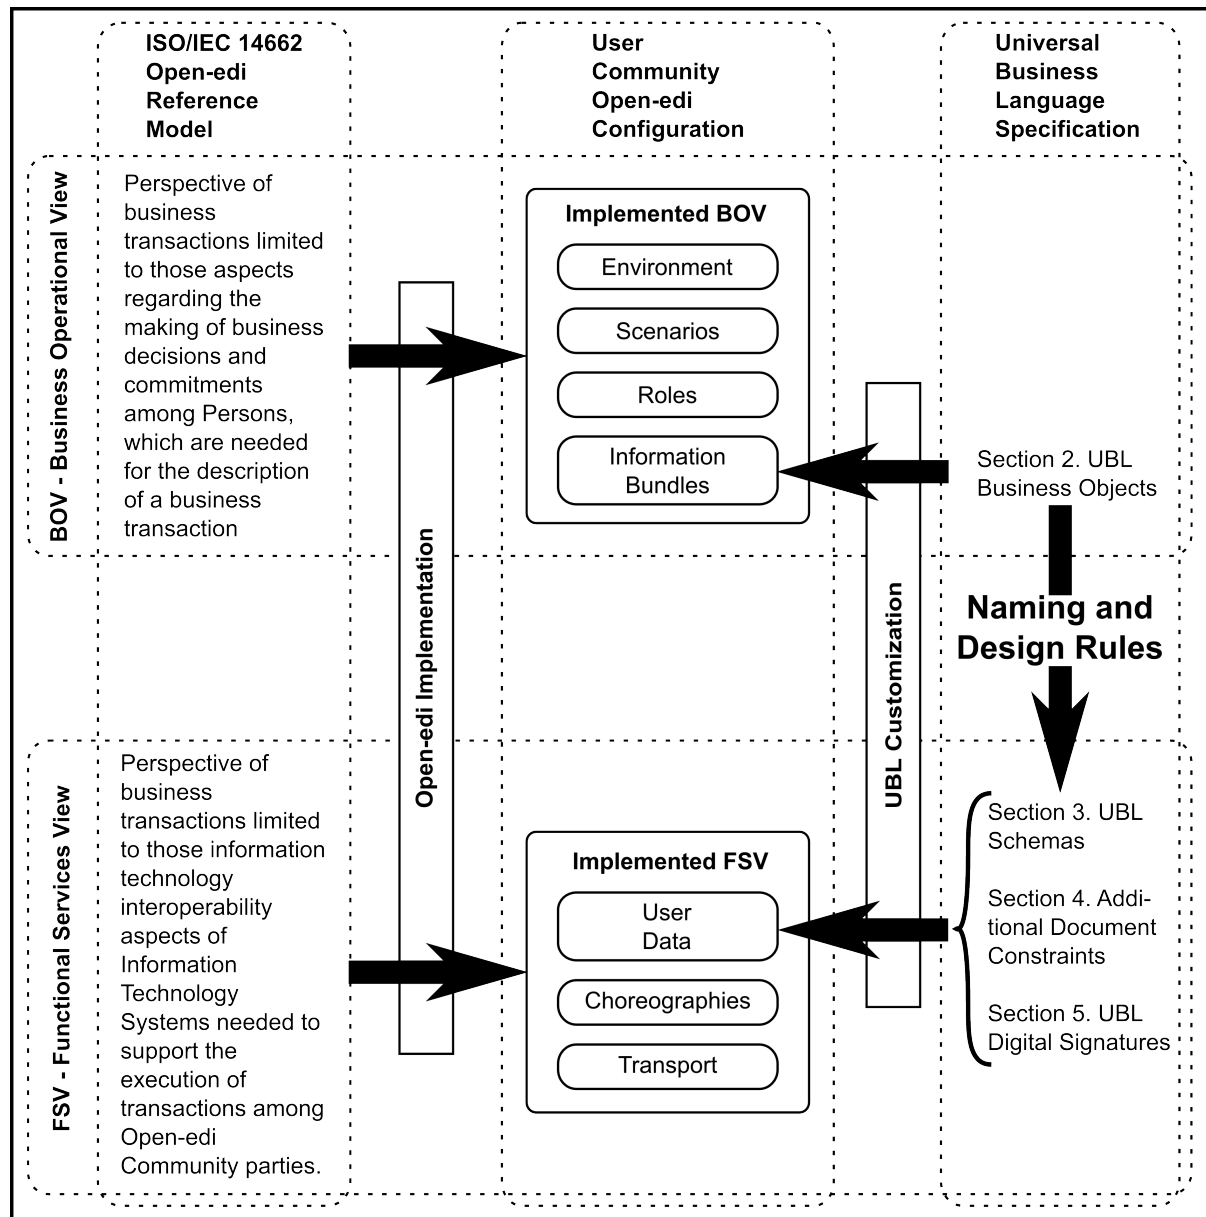 ISO/IEC 14662
Open-edi
Reference
Model
User
Community
Open-edi
Configuration
Universal
Business
Language
Specification
BOV - Business Operational View
Perspective of
business
transactions limited
to those aspects
regarding the
making of business
decisions and
commitments
among Persons,
which are needed
for the description
of a business
transaction
Open-edi Implementation
Implemented BOV
Environment
Scenarios
Roles
Information
Bundles
UBL Customization
Section 2. UBL
Business Objects
Naming and
Design Rules
FSV - Functional Services View
Perspective of
business
transactions limited
to those information
technology
interoperability
aspects of
Information
Technology
Systems needed to
support the
execution of
transactions among
Open-edi
Community parties.
Implemented FSV
User
Data
Choreographies
Transport
Section 3. UBL
Schemas
Section 4. Addi-
tional Document
Constraints
Section 5. UBL
Digital Signatures